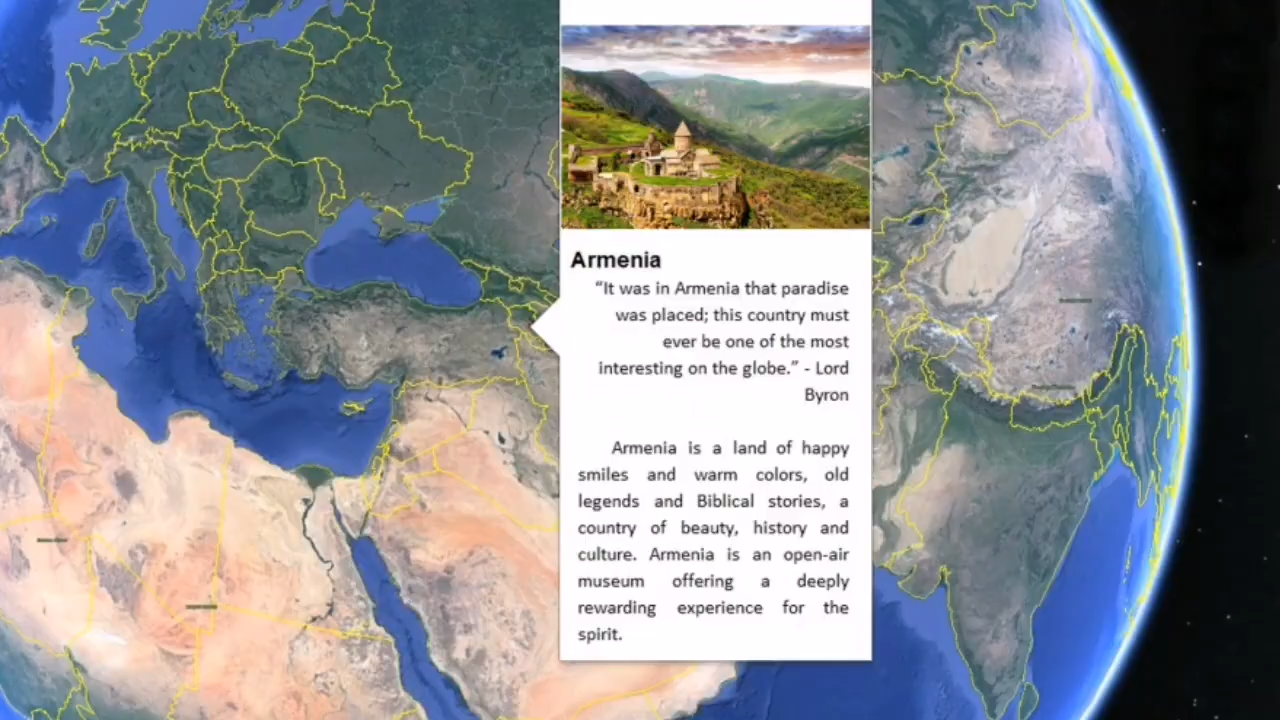 Armenia
“It was in Armenia that paradise
was placed; this country must
ever be one of the most
interesting on the globe.” - Lord
Byron
Armenia is a land of happy
smiles and warm colors, old
legends and Biblical stories, a
country of beauty, history and
culture. Armenia is an open-air
museum offering a deeply
rewarding experience for the
spirit.